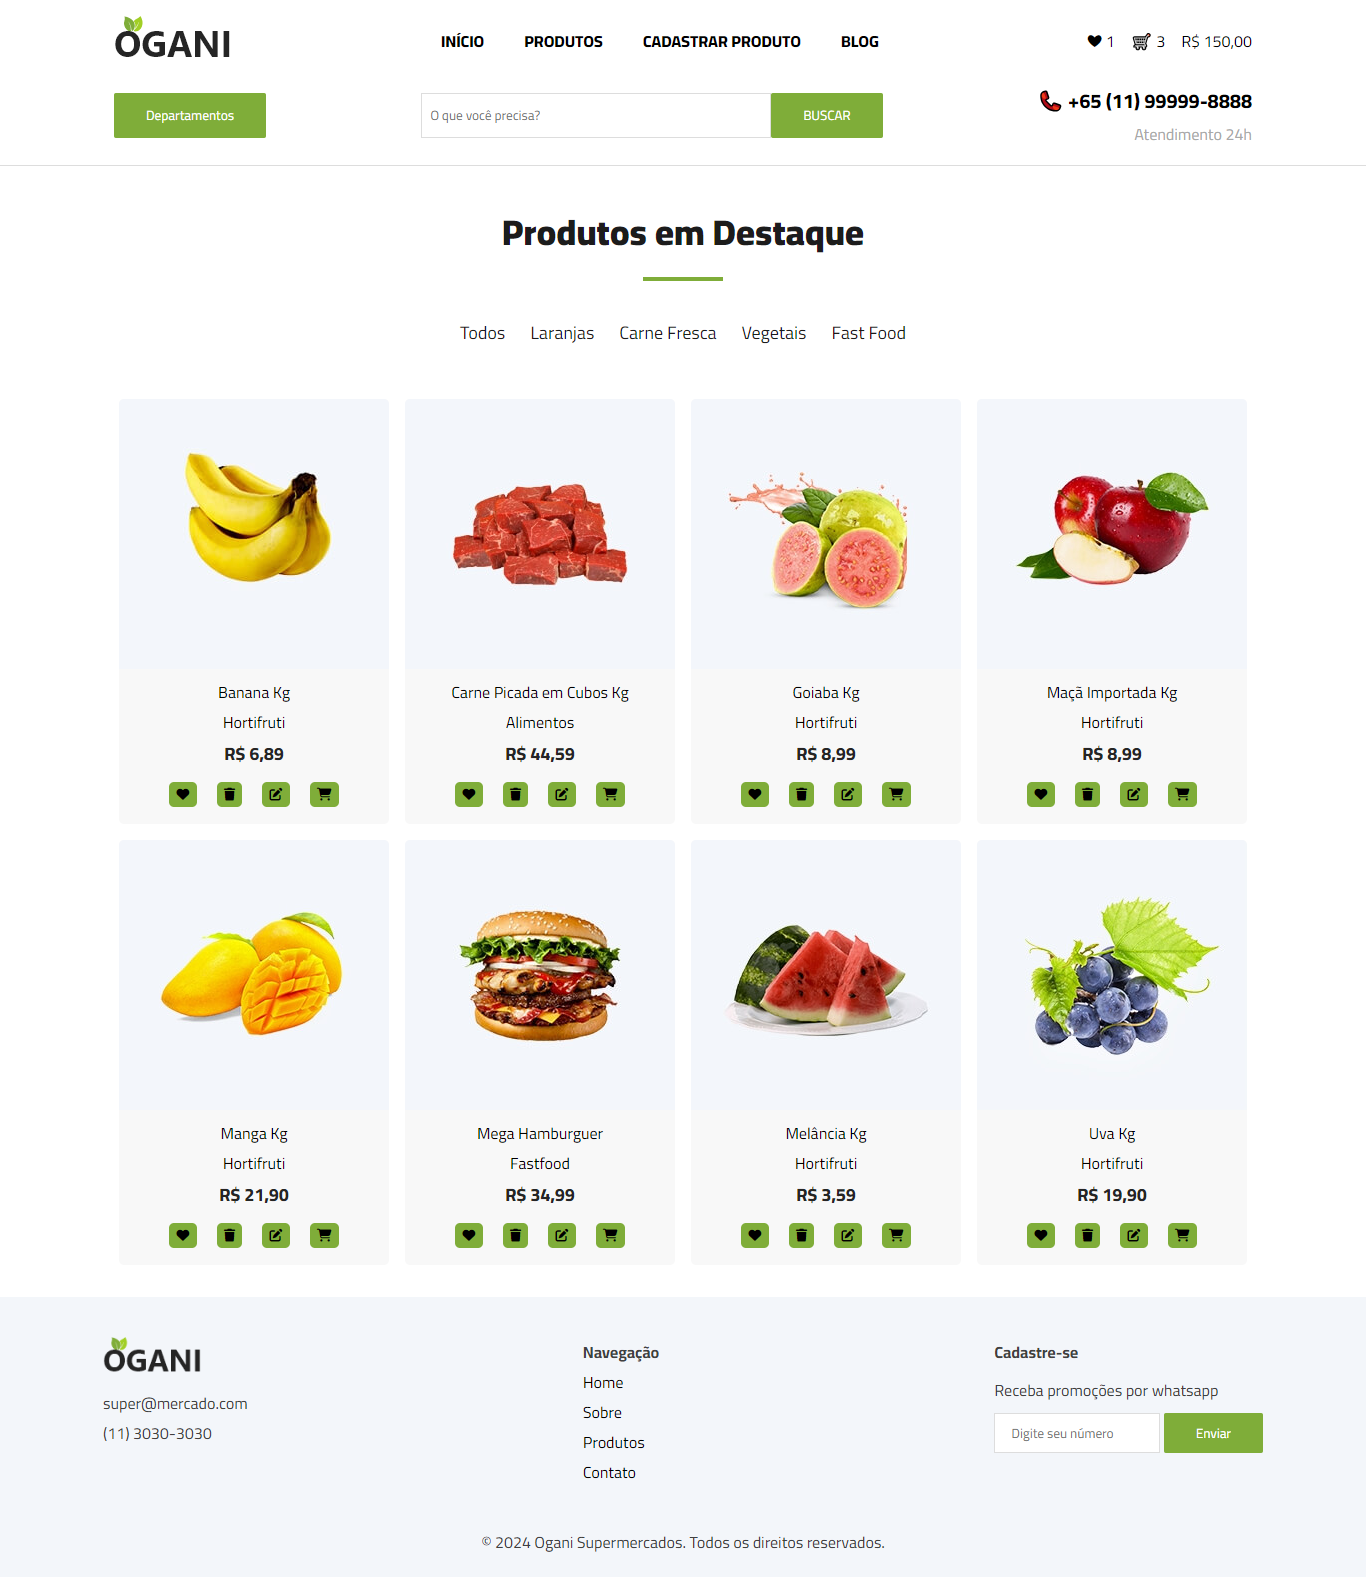 OGANI
INÍCIO PRODUTOS CADASTRAR PRODUTO BLOG
1 3 R$ 150,00
Departamentos
O que você precisa? BUSCAR
+65 (11) 99999-8888
Atendimento 24h
Produtos em Destaque
Todos Laranjas Carne Fresca Vegetais Fast Food
Banana Kg
Hortifruti
R$ 6,89
Carne Picada em Cubos Kg
Alimentos
R$ 44,59
Goiaba Kg
Hortifruti
R$ 8,99
Maçã Importada Kg
Hortifruti
R$ 8,99
Manga Kg
Hortifruti
R$ 21,90
Mega Hamburguer
Fastfood
R$ 34,99
Melância Kg
Hortifruti
R$ 3,59
Uva Kg
Hortifruti
R$ 19,90
OGANI
super@mercado.com
(11) 3030-3030
Navegação
Home
Sobre
Produtos
Contato
Cadastre-se
Receba promoções por whatsapp
Digite seu número Enviar
© 2024 Ogani Supermercados. Todos os direitos reservados.